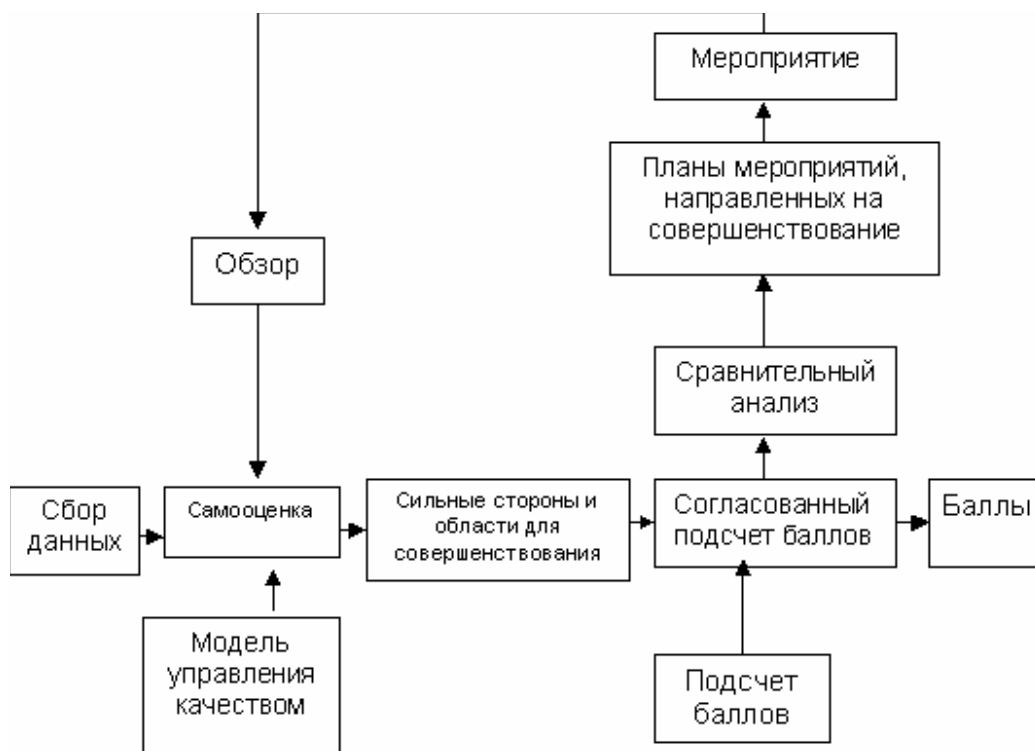 Мероприятие
Планы мероприятий,
направленных на
совершенствование
Обзор
Сравнительный
анализ
Сбор
данных
Самооценка
Сильные стороны и
области для
совершенствования
Согласованный
подсчет баллов
Баллы
Модель
управления
качеством
Подсчет
баллов